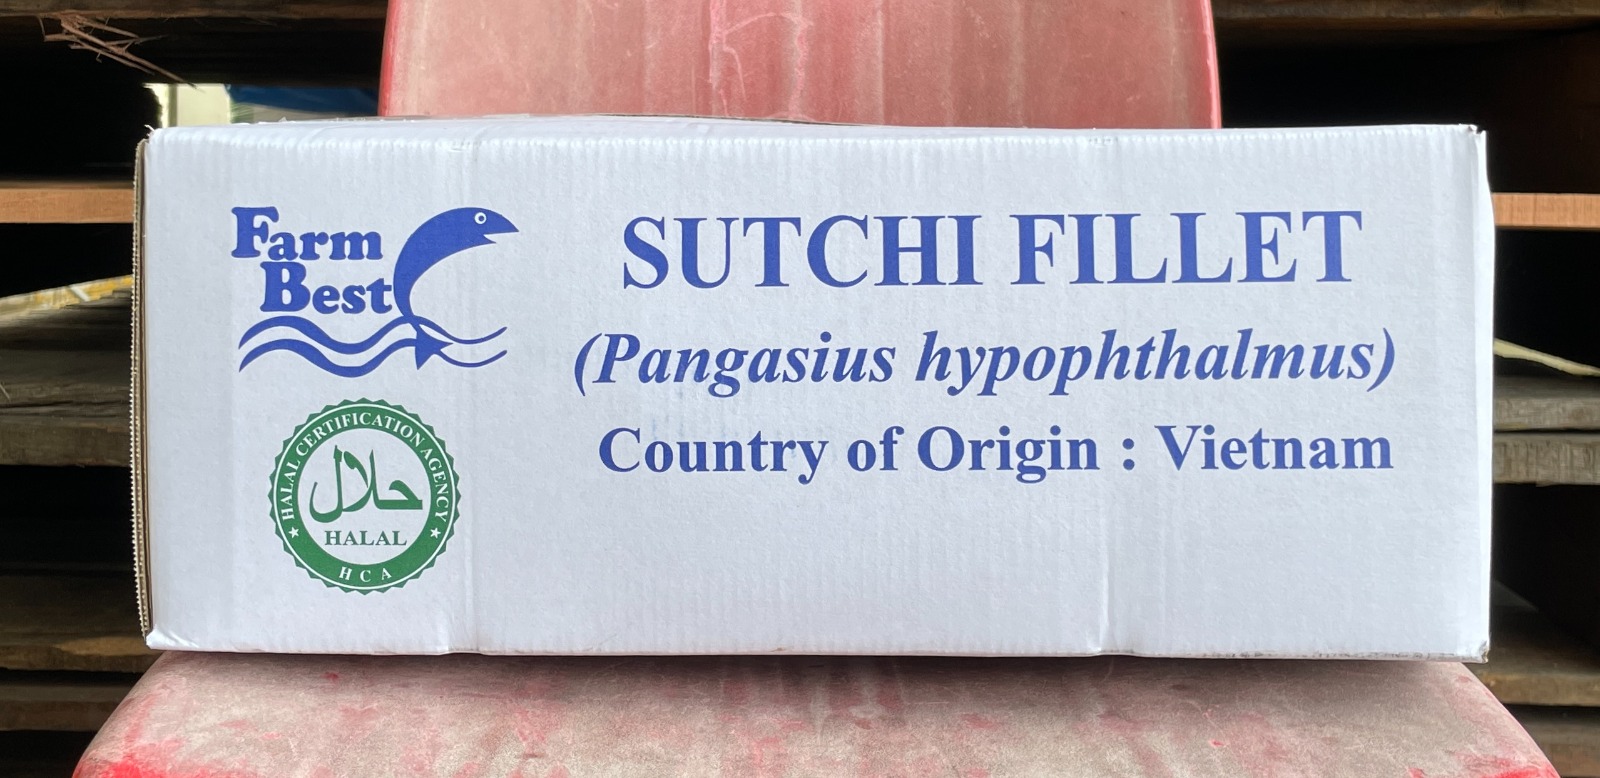 Farm
Best
SUTCHI FILLET
(Pangasius hypophthalmus)
Country of Origin : Vietnam
HALAL CERTIFICATION AGENCY
حلال
HALAL
HCA